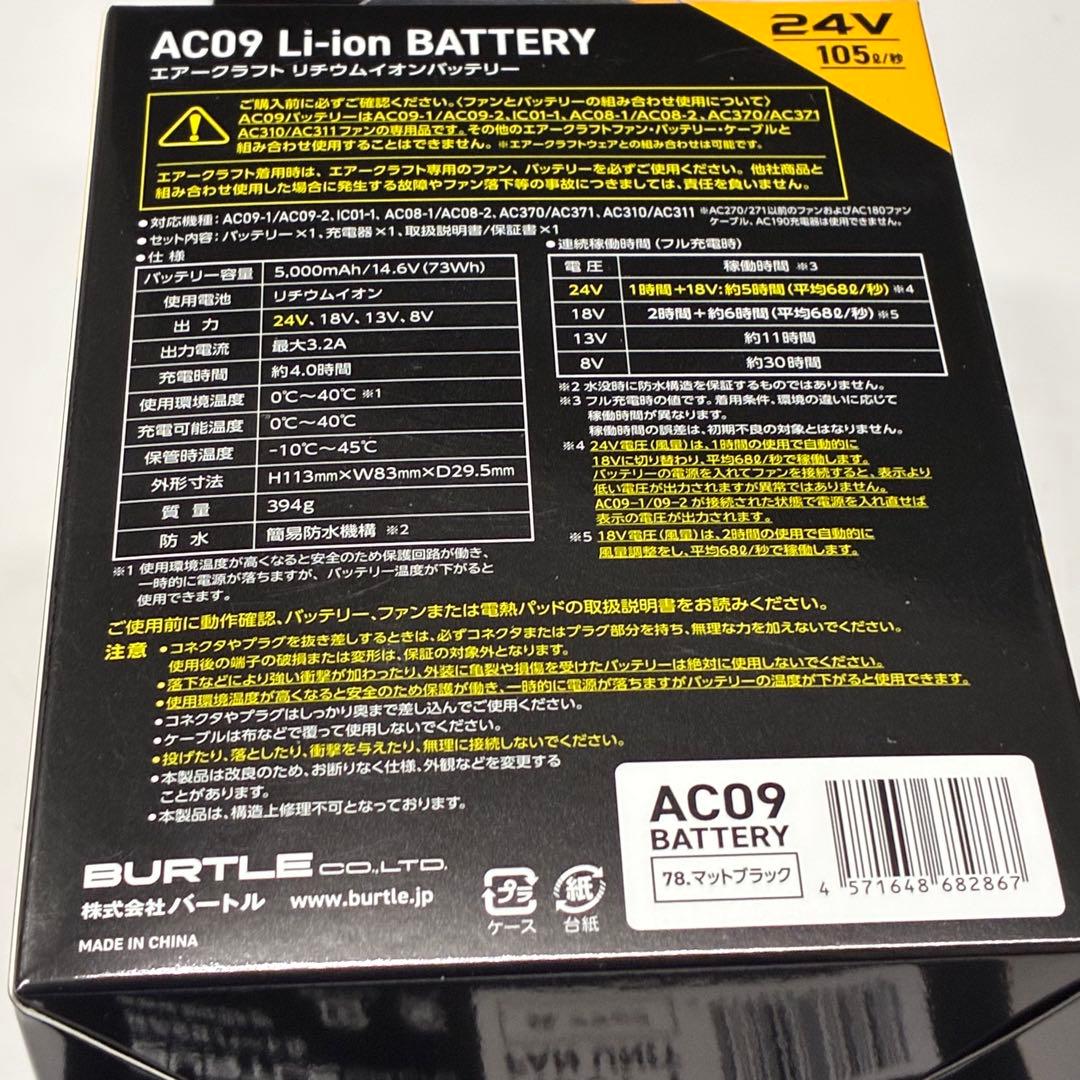 AC09 Li-ion BATTERY
エアークラフト リチウムイオンバッテリー
24V
105ℓ/秒
ご購入前に必ずご確認ください。〈ファンとバッテリーの組み合わせ使用について〉
AC09バッテリーはAC09-1/AC09-2、IC01-1、AC08-1/AC08-2、AC370/AC371
AC310/AC311ファンの専用品です。その他のエアークラフトファン・バッテリー・ケーブルと
組み合わせ使用することはできません。※エアークラフトウェアとの組み合わせは可能です。
エアークラフト着用時は、エアークラフト専用のファン、バッテリーを必ずご使用ください。他社商品と
組み合わせ使用した場合に発生する故障やファン落下等の事故につきましては、責任を負いません。
●対応機種：AC09-1/AC09-2、IC01-1、AC08-1/AC08-2、AC370/AC371、AC310/AC311 ※AC270/271以前のファンおよびAC180ファン
ケーブル、AC190充電器は使用できません。
●セット内容：バッテリー×1、充電器×1、取扱説明書/保証書×1
●仕様
バッテリー容量 5,000mAh/14.6V(73Wh)
使用電池 リチウムイオン
出力 24V、18V、13V、8V
出力電流 最大3.2A
充電時間 約4.0時間
使用環境温度 0℃〜40℃ ※1
充電可能温度 0℃〜40℃
保管時温度 -10℃〜45℃
外形寸法 H113mm×W83mm×D29.5mm
質量 394g
防水 簡易防水機構 ※2
※1 使用環境温度が高くなると安全のため保護回路が働き、
一時的に電源が落ちますが、バッテリー温度が下がると
使用できます。
●連続稼働時間（フル充電時）
電圧 稼働時間 ※3
24V 1時間＋18V：約5時間(平均68ℓ/秒) ※4
18V 2時間＋約6時間(平均68ℓ/秒) ※5
13V 約11時間
8V 約30時間
※2 水没時に防水構造を保証するものではありません。
※3 フル充電時の値です。着用条件、環境の違いに応じて
稼働時間が異なります。
稼働時間の誤差は、初期不良の対象とはなりません。
※4 24V電圧（風量）は、1時間の使用で自動的に
18Vに切り替わり、平均68ℓ/秒で稼働します。
バッテリーの電源を入れてファンを接続すると、表示より
低い電圧が出力されますが異常ではありません。
AC09-1/09-2 が接続された状態で電源を入れ直せば
表示の電圧が出力されます。
※5 18V電圧（風量）は、2時間の使用で自動的に
風量調整をし、平均68ℓ/秒で稼働します。
ご使用前に動作確認、バッテリー、ファンまたは電熱パッドの取扱説明書をお読みください。
注意 ●コネクタやプラグを抜き差しするときは、必ずコネクタまたはプラグ部分を持ち、無理な力を加えないでください。
使用後の端子の破損または変形は、保証の対象外となります。
●落下などにより強い衝撃が加わったり、外装に亀裂や損傷を受けたバッテリーは絶対に使用しないでください。
●使用環境温度が高くなると安全のため保護が働き、一時的に電源が落ちますがバッテリーの温度が下がると使用できます。
●コネクタやプラグはしっかり奥まで差し込んでご使用ください。
●ケーブルは布などで覆って使用しないでください。
●投げたり、落としたり、衝撃を与えたり、無理に接続しないでください。
●本製品は改良のため、お断りなく仕様、外観などを変更する
ことがあります。
●本製品は、構造上修理不可となっております。
BURTLE CO.,LTD.
株式会社バートル www.burtle.jp
MADE IN CHINA
プラ
ケース
紙
台紙
AC09
BATTERY
78.マットブラック
4 571648 682867